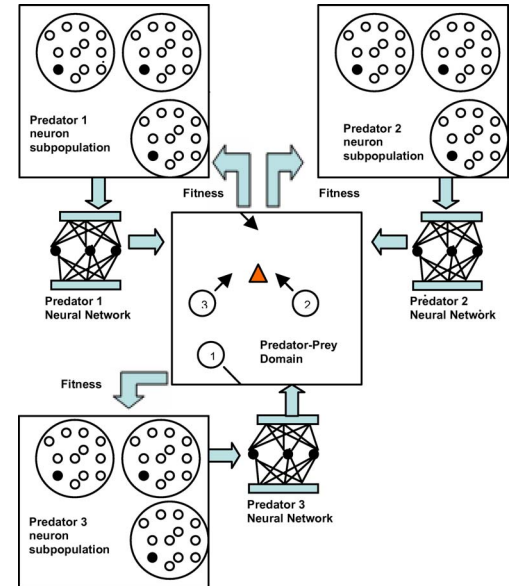 Predator 1
neuron
subpopulation
Predator 2
neuron
subpopulation
Fitness
Fitness
Predator 1
Neural Network
Predator 2
Neural Network
3
2
1
Predator-Prey
Domain
Fitness
Predator 3
neuron
subpopulation
Predator 3
Neural Network